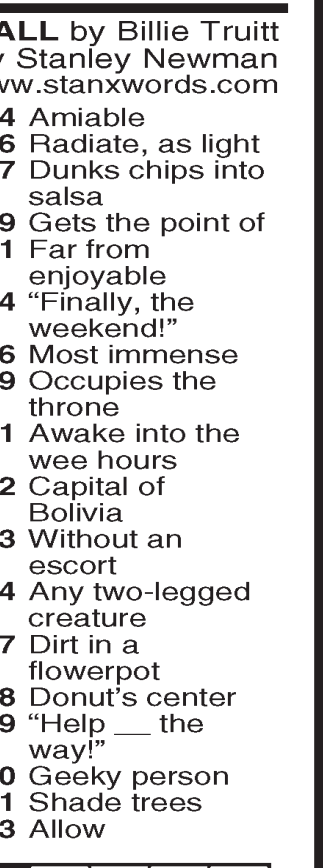 ALL by Billie Truitt
y Stanley Newman
ww.stanxwords.com
4 Amiable
6 Radiate, as light
7 Dunks chips into
salsa
9 Gets the point of
1 Far from
enjoyable
4 “Finally, the
weekend!”
6 Most immense
9 Occupies the
throne
1 Awake into the
wee hours
2 Capital of
Bolivia
3 Without an
escort
4 Any two-legged
creature
7 Dirt in a
flowerpot
8 Donut’s center
9 “Help __ the
way!”
0 Geeky person
1 Shade trees
3 Allow